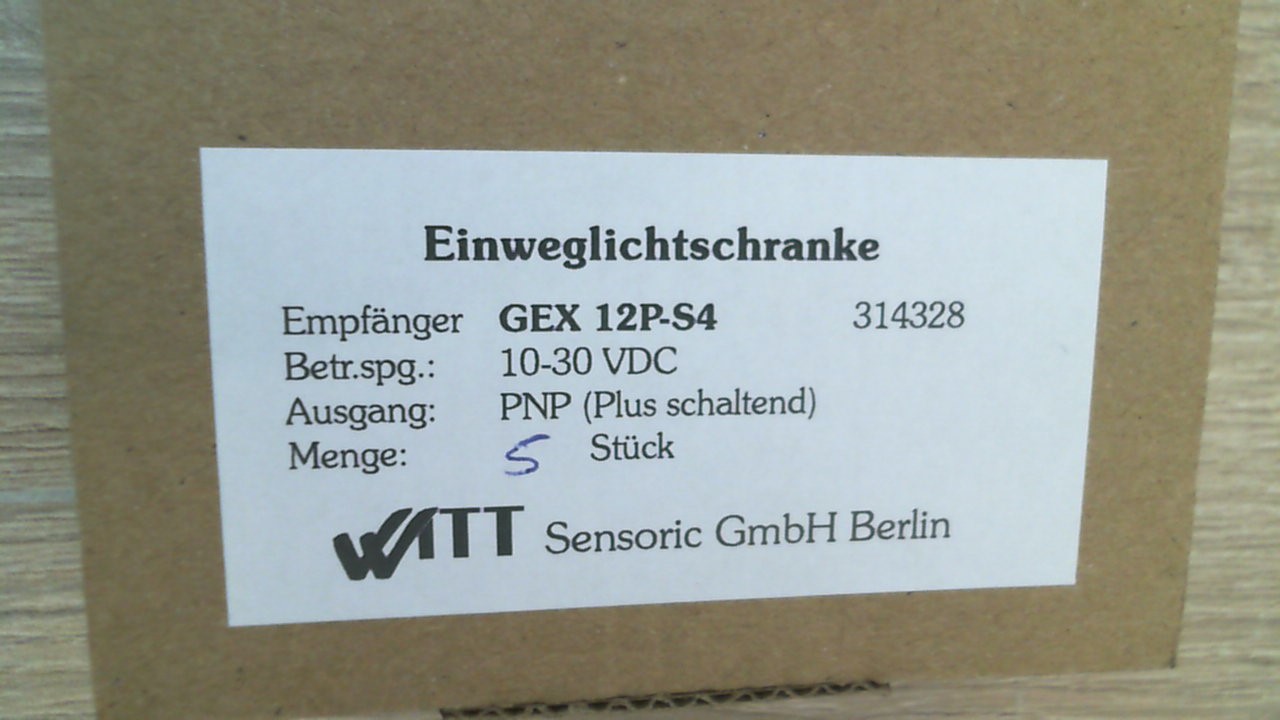 Einweglichtschranke
Empfänger GEX 12P-S4 314328
Betr.spg.: 10-30 VDC
Ausgang: PNP (Plus schaltend)
Menge: 5 Stück
WITT Sensoric GmbH Berlin